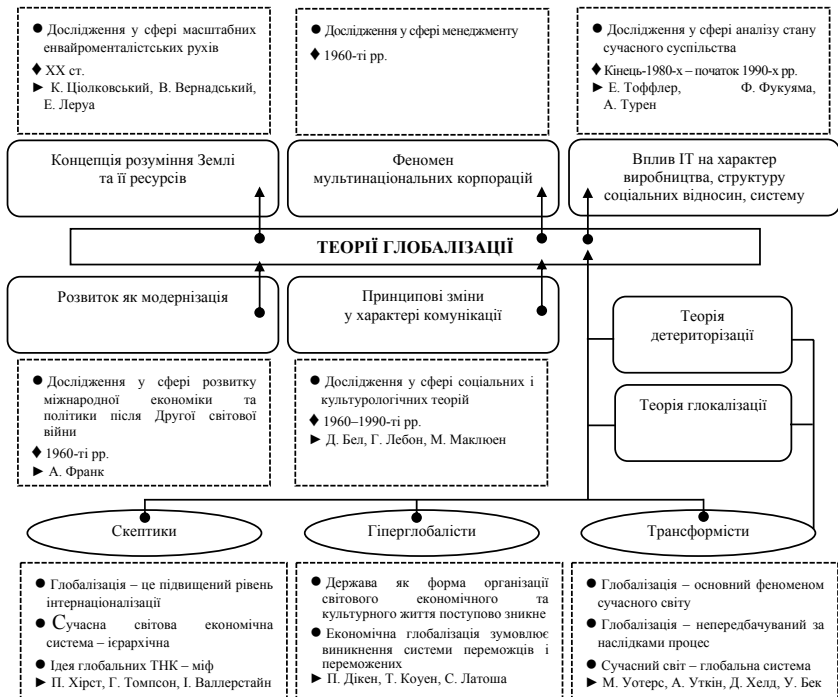 ● Дослідження у сфері масштабних
енвайроменталістських рухів
♦ ХХ ст.
► К. Ціолковський, В. Вернадський,
Е. Леруа
● Дослідження у сфері менеджменту
♦ 1960-ті рр.
● Дослідження у сфері аналізу стану
сучасного суспільства
♦ Кінець-1980-х – початок 1990-х рр.
► Е. Тоффлер, Ф. Фукуяма,
А. Турен
Концепція розуміння Землі
та її ресурсів
Феномен
мультинаціональних корпорацій
Вплив ІТ на характер
виробництва, структуру
соціальних відносин, систему
ТЕОРІЇ ГЛОБАЛІЗАЦІЇ
Розвиток як модернізація
Принципові зміни
у характері комунікації
Теорія
детериторізації
Теорія глокалізації
● Дослідження у сфері розвитку
міжнародної економіки та
політики після Другої світової
війни
♦ 1960-ті рр.
► А. Франк
● Дослідження у сфері соціальних і
культурологічних теорій
♦ 1960–1990-ті рр.
► Д. Бел, Г. Лебон, М. Маклюен
Скептики
Гіперглобалісти
Трансформісти
● Глобалізація – це підвищий рівень
інтернаціоналізації
● Сучасна світова економічна
система – ієрархічна
● Ідея глобальних ТНК – міф
► П. Хірст, Г. Томпсон, І. Валлерстайн
● Держава як форма організації
світового економічного та
культурного життя поступово зникне
● Економічна глобалізація зумовлює
виникнення системи переможців і
переможених
► П. Дікен, Т. Коуен, С. Латоша
● Глобалізація – основний феноменом
сучасного світу
● Глобалізація – непередбачуваний за
наслідками процес
● Сучасний світ – глобальна система
► М. Уотерс, А. Уткін, Д. Хелд, У. Бек